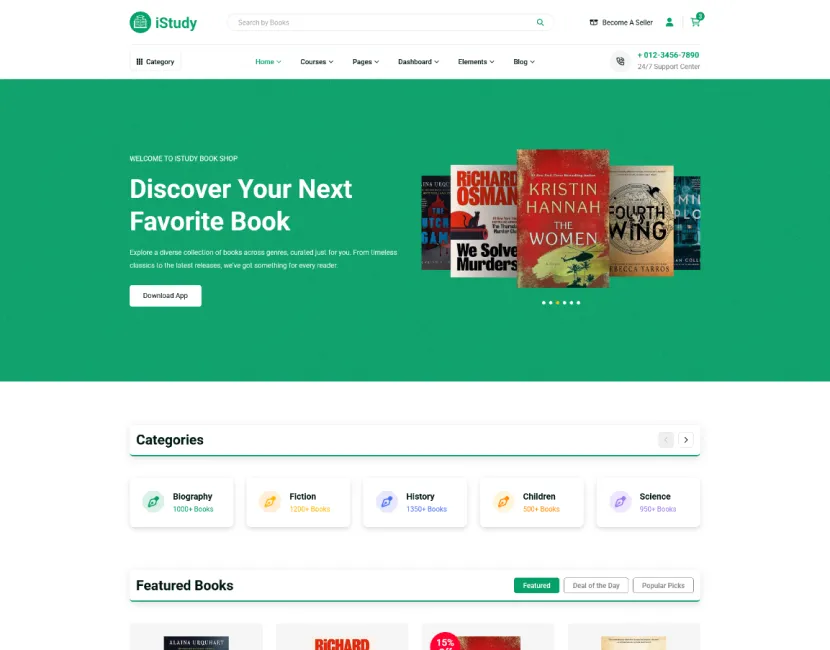 iStudy
Search by Books
Become A Seller
3
Category
Home
Courses
Pages
Dashboard
Elements
Blog
+ 012-3456-7890
24/7 Support Center
WELCOME TO ISTUDY BOOK SHOP
Discover Your Next
Favorite Book
Explore a diverse collection of books across genres, curated just for you. From timeless
classics to the latest releases, we've got something for every reader.
Download App
RICHARD
OSMAN
We Solve
Murders
KRISTIN
HANNAH
THE
WOMEN
FOURTH
WING
REBECCA YARROS
Categories
Biography
1000+ Books
Fiction
1200+ Books
History
1350+ Books
Children
500+ Books
Science
950+ Books
Featured Books
Featured
Deal of the Day
Popular Picks
ALAINA URQUHART
RICHARD
15%